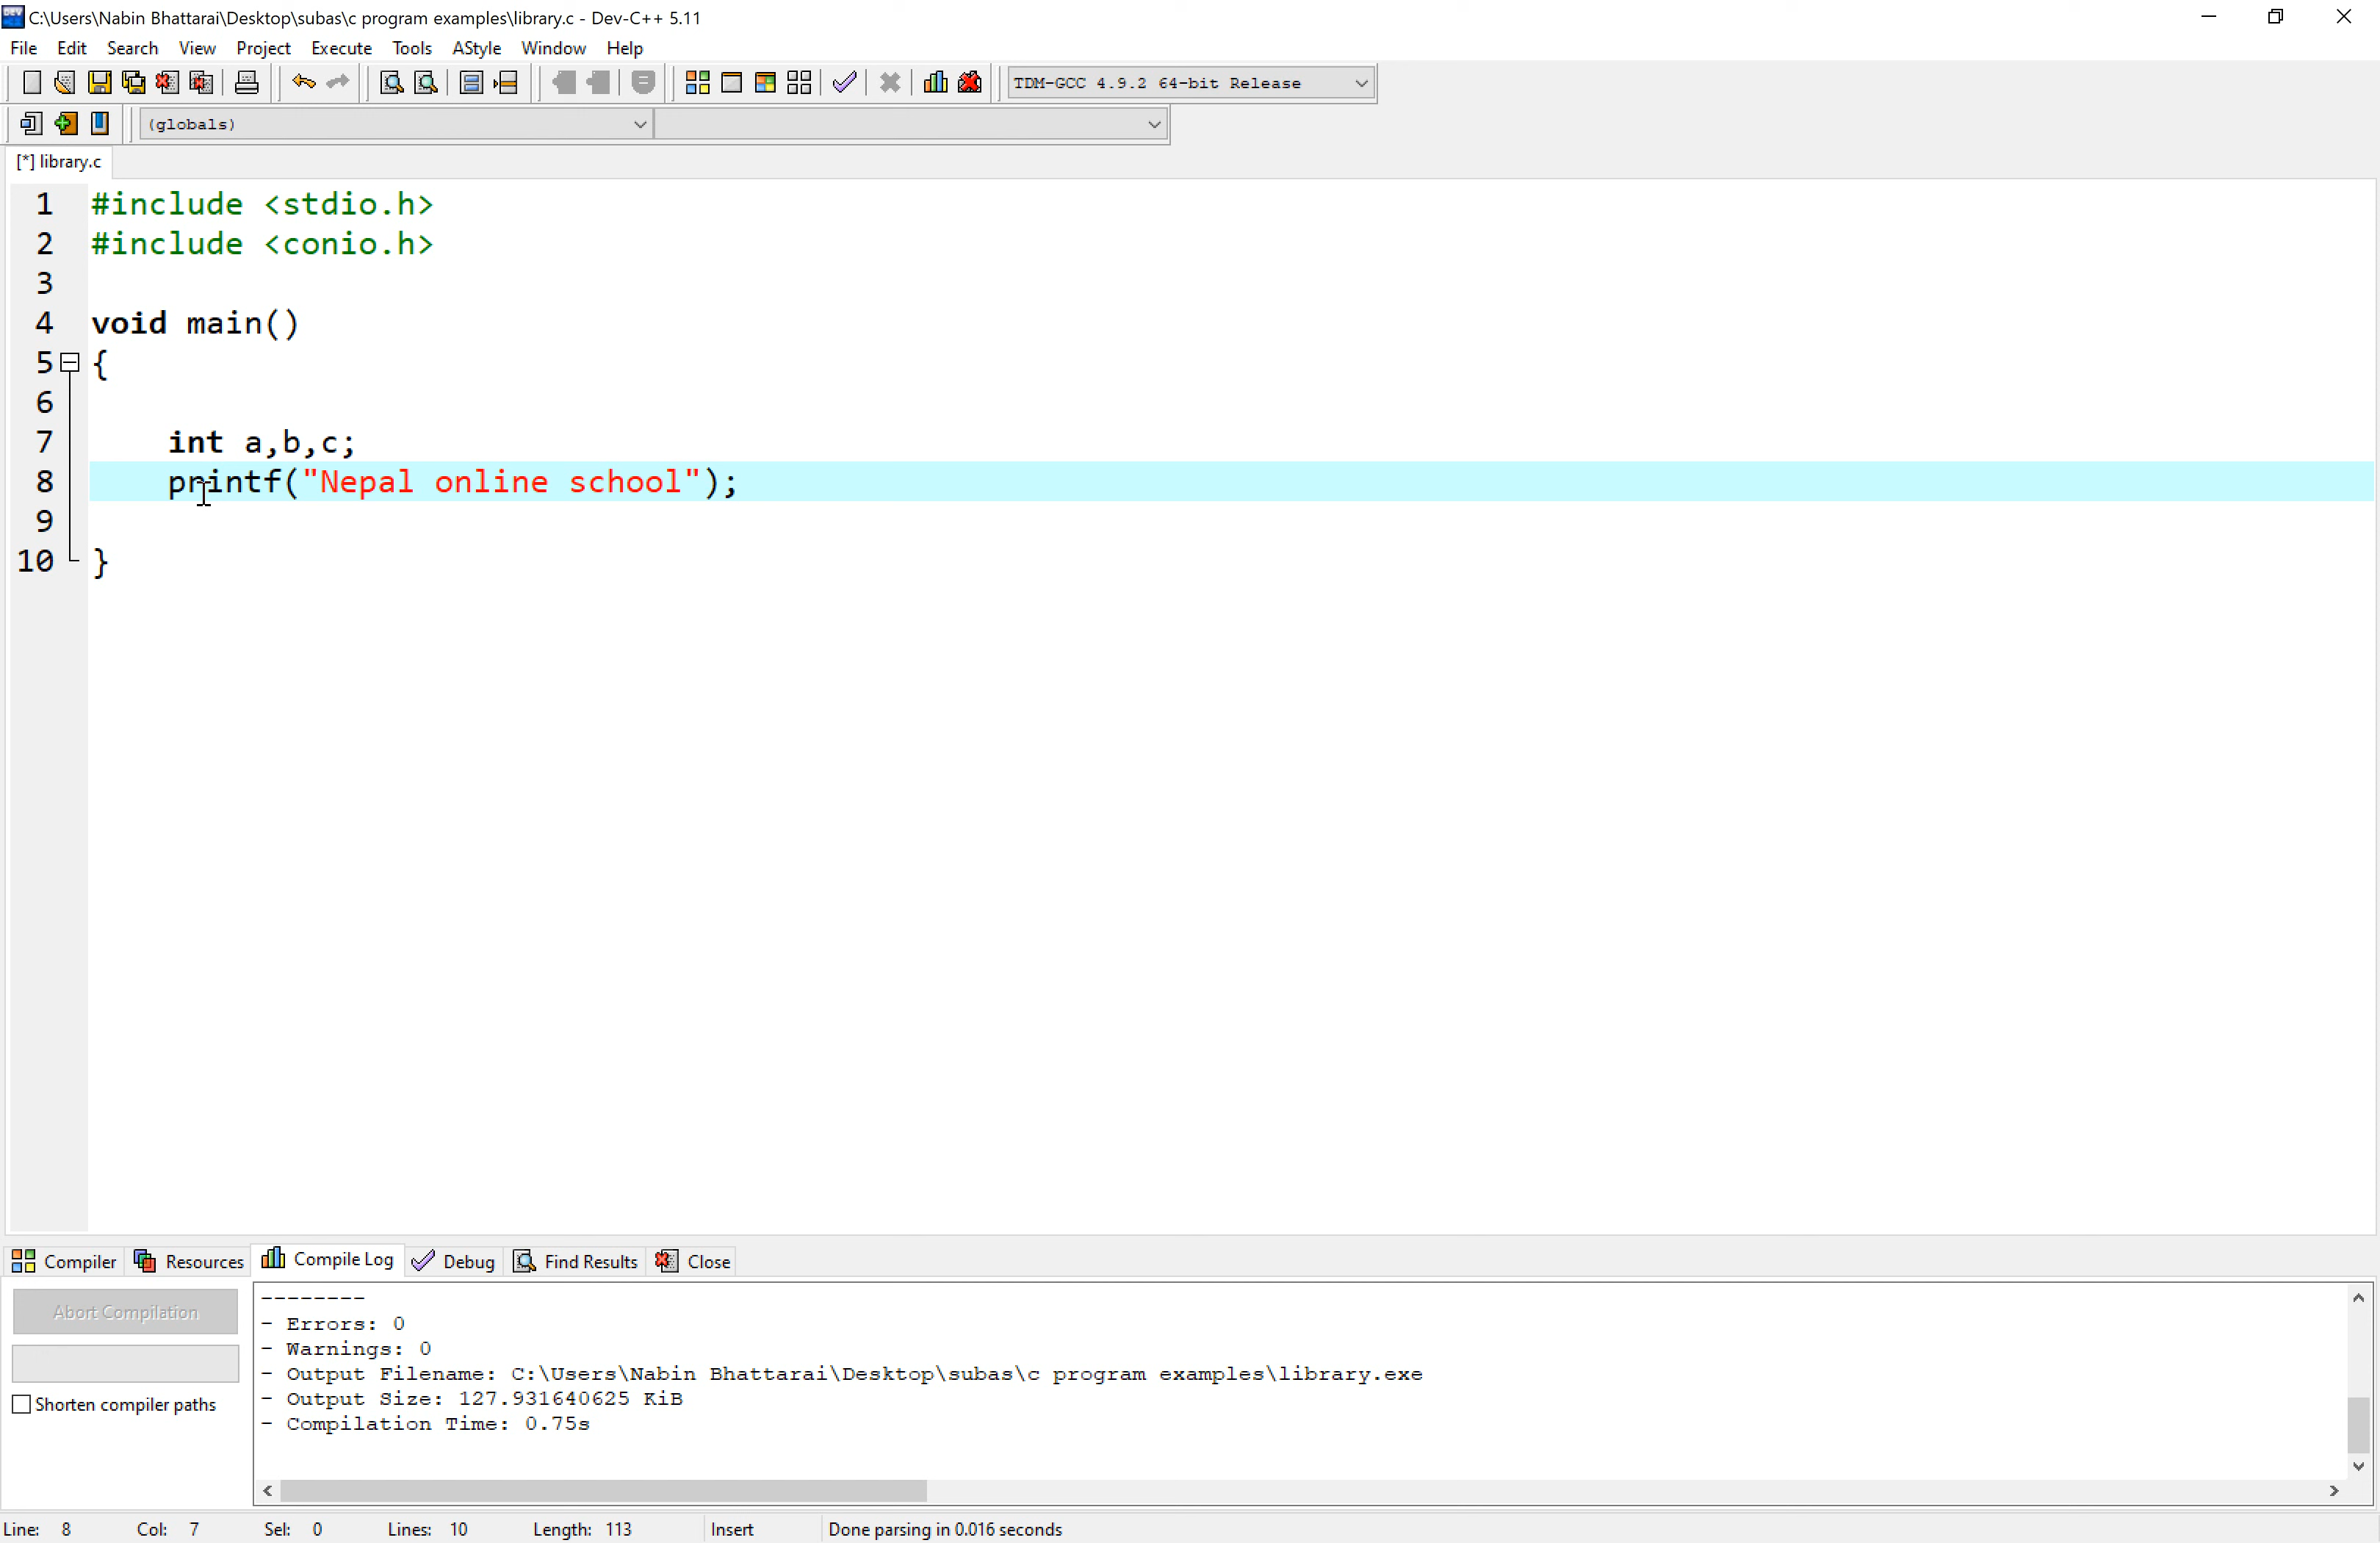 C:\Users\Nabin Bhattarai\Desktop\subas\c program examples\library.c - Dev-C++ 5.11
File Edit Search View Project Execute Tools AStyle Window Help
TDM-GCC 4.9.2 64-bit Release
(globals)
[*] library.c
1 #include <stdio.h>
2 #include <conio.h>
3
4 void main()
5 {
6
7 int a,b,c;
8 printf("Nepal online school");
9
10 }
Compiler Resources Compile Log Debug Find Results Close
Abort Compilation
Shorten compiler paths
--------
- Errors: 0
- Warnings: 0
- Output Filename: C:\Users\Nabin Bhattarai\Desktop\subas\c program examples\library.exe
- Output Size: 127.931640625 KiB
- Compilation Time: 0.75s
Line: 8 Col: 7 Sel: 0 Lines: 10 Length: 113 Insert Done parsing in 0.016 seconds